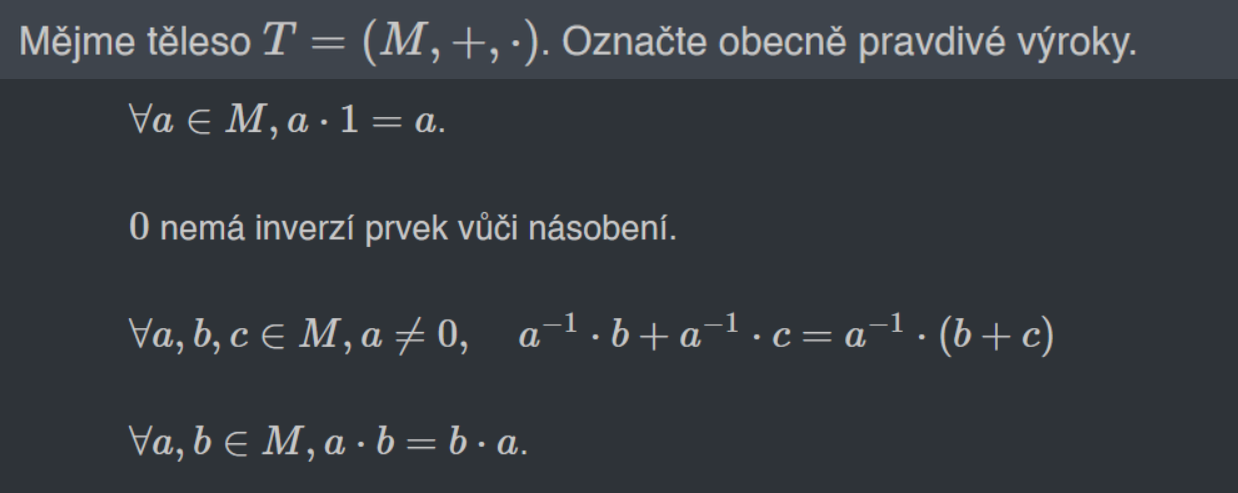 Mějme těleso T = (M, +, ·). Označte obecně pravdivé výroky.
∀a ∈ M, a · 1 = a.
0 nemá inverzí prvek vůči násobení.
∀a, b, c ∈ M, a ≠ 0, a⁻¹ · b + a⁻¹ · c = a⁻¹ · (b + c)
∀a, b ∈ M, a · b = b · a.